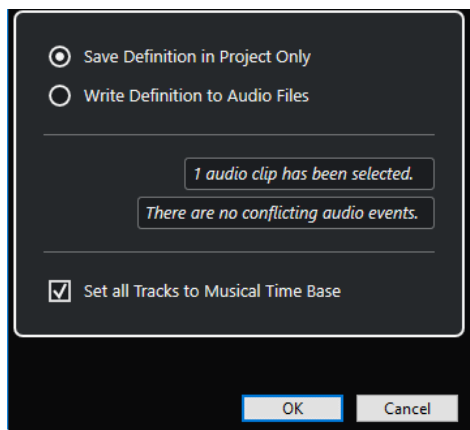 Save Definition in Project Only
Write Definition to Audio Files
1 audio clip has been selected.
There are no conflicting audio events.
Set all Tracks to Musical Time Base
OK Cancel